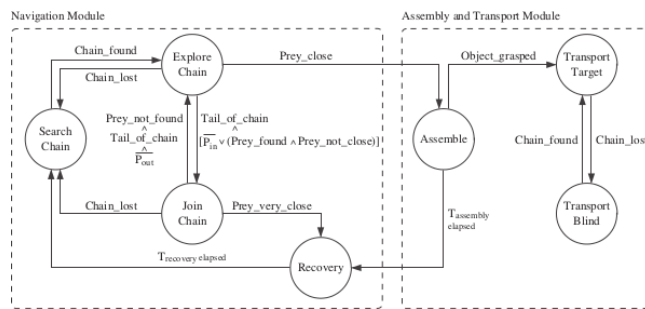 Navigation Module
Assembly and Transport Module
Chain_found
Explore
Chain
Prey_close
Object_grasped
Transport
Target
Chain_lost
Prey_not_found
^
Tail_of_chain
^
P_out
Tail_of_chain
^
[P_in ∨ (Prey_found ∧ Prey_not_close)]
Search
Chain
Assemble
Chain_found
Chain_lost
Join
Chain
Chain_lost
Prey_very_close
Transport
Blind
T_assembly
elapsed
T_recovery elapsed
Recovery